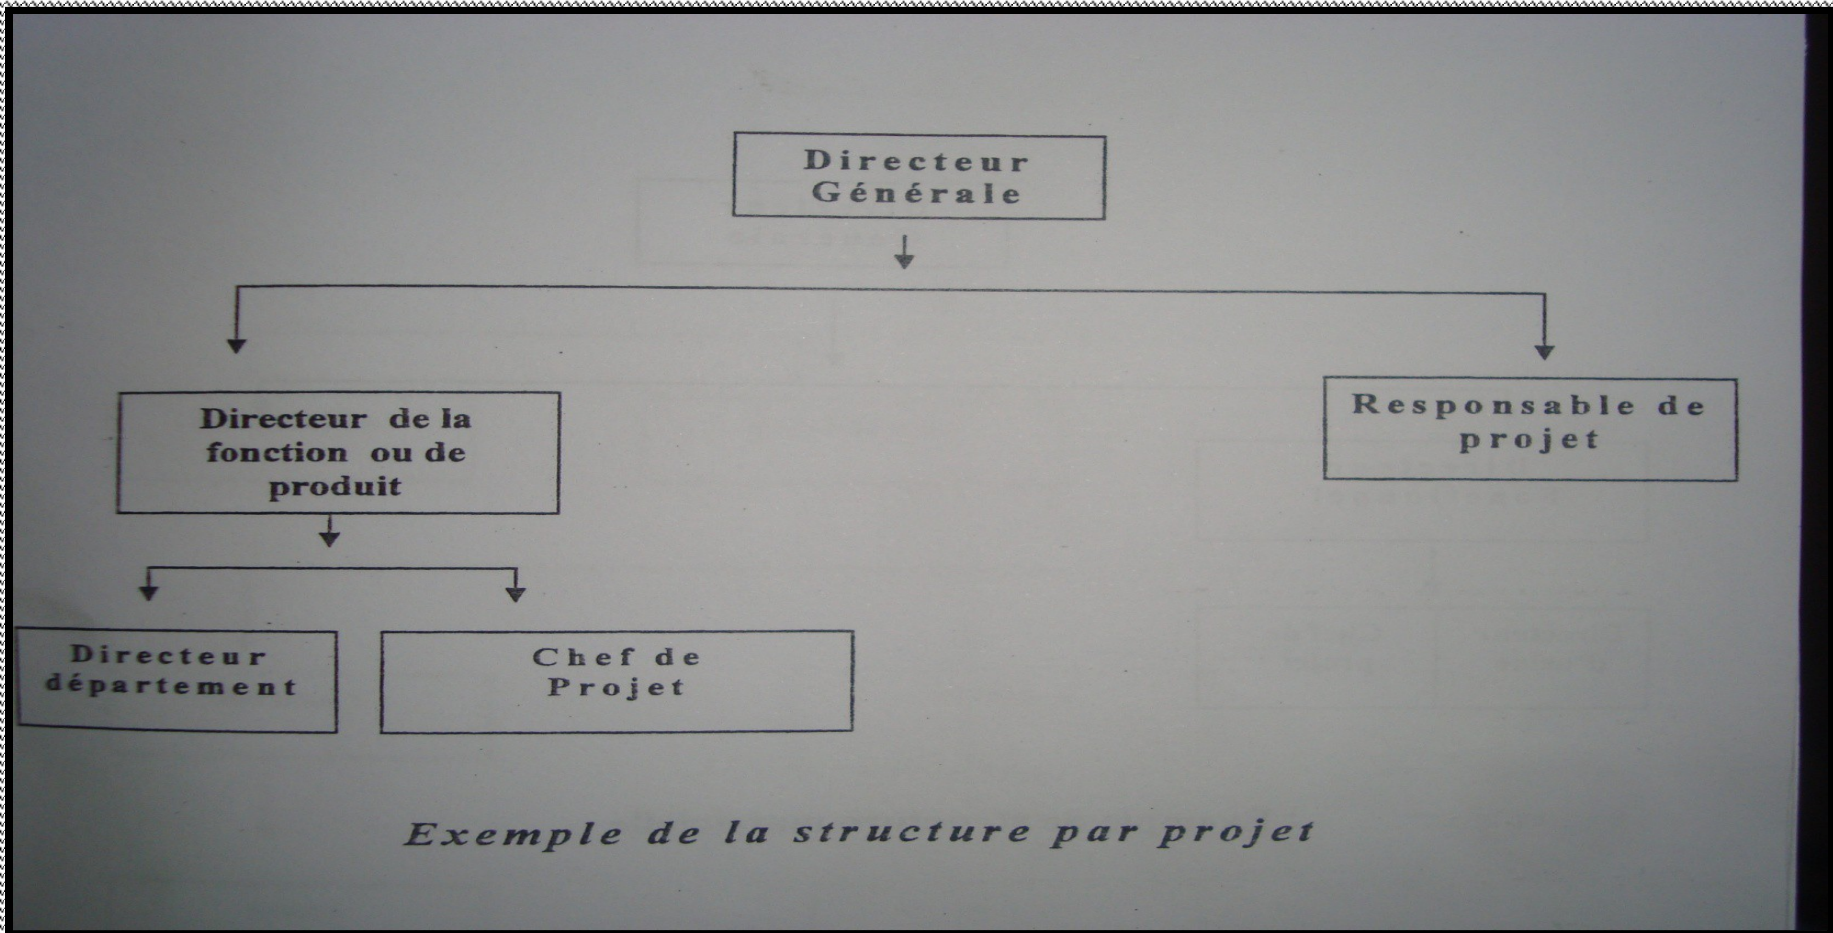 Directeur
Générale
Directeur de la
fonction ou de
produit
Responsable de
projet
Directeur
département
Chef de
Projet
Exemple de la structure par projet